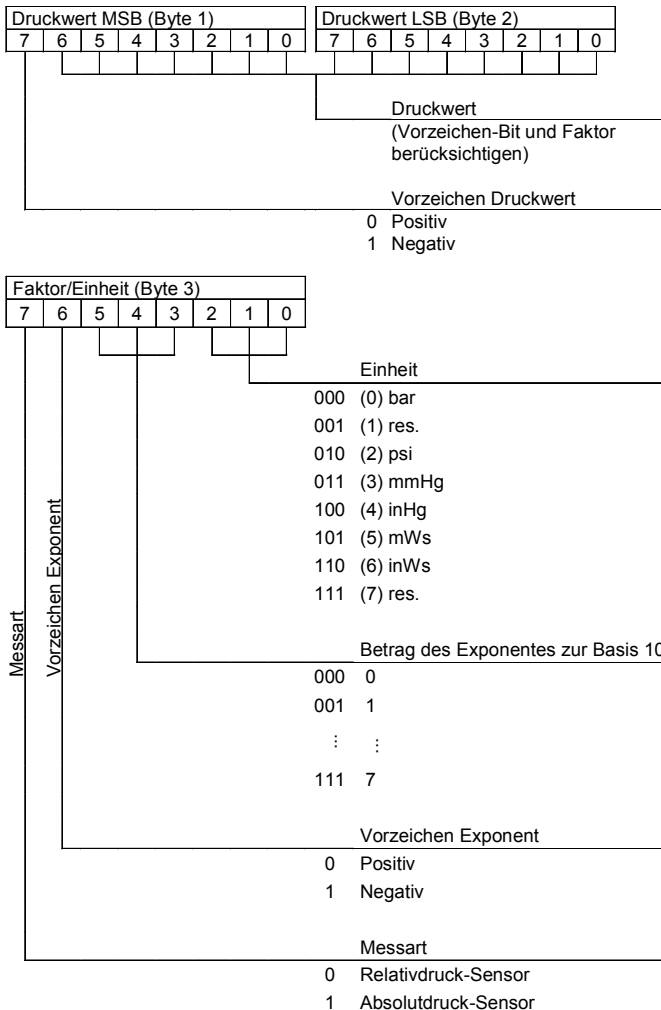 Druckwert MSB (Byte 1) Druckwert LSB (Byte 2)
7 6 5 4 3 2 1 0 7 6 5 4 3 2 1 0
Druckwert
(Vorzeichen-Bit und Faktor
berücksichtigen)
Vorzeichen Druckwert
0 Positiv
1 Negativ
Faktor/Einheit (Byte 3)
7 6 5 4 3 2 1 0
Einheit
000 (0) bar
001 (1) res.
010 (2) psi
011 (3) mmHg
100 (4) inHg
101 (5) mWs
110 (6) inWs
111 (7) res.
Messart
Vorzeichen Exponent
Betrag des Exponentes zur Basis 10
000 0
001 1
⋮ ⋮
111 7
Vorzeichen Exponent
0 Positiv
1 Negativ
Messart
0 Relativdruck-Sensor
1 Absolutdruck-Sensor